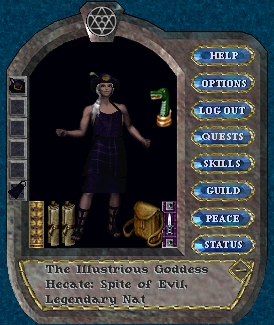 HELP
OPTIONS
LOG OUT
QUESTS
SKILLS
GUILD
PEACE
STATUS
The Illustrious Goddess
Hecate: Spite of Evil,
Legendary Nat